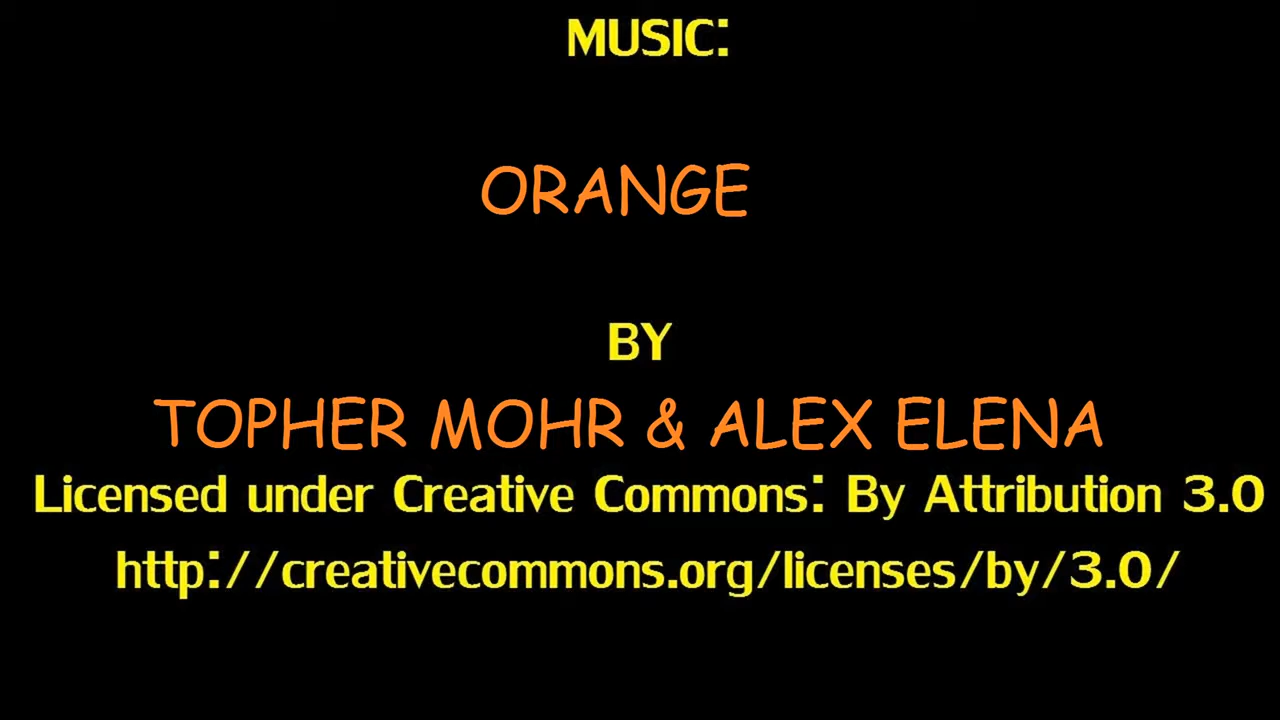 MUSIC:
ORANGE
BY
TOPHER MOHR & ALEX ELENA
Licensed under Creative Commons: By Attribution 3.0
http://creativecommons.org/licenses/by/3.0/